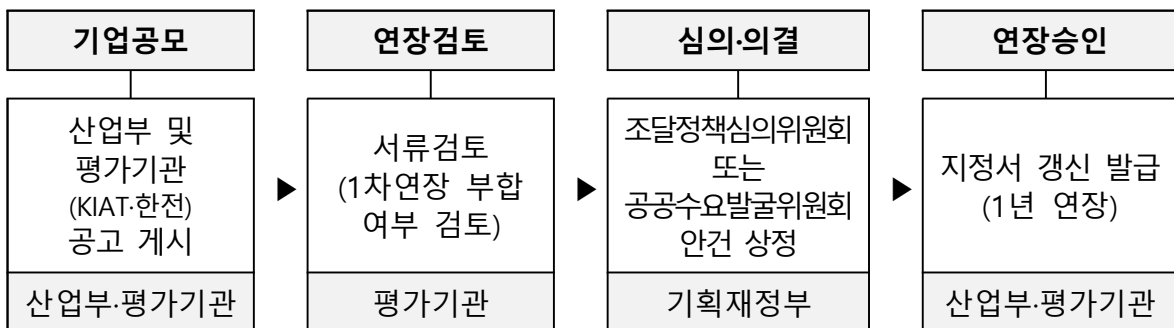 기업공모
산업부 및
평가기관
(KIAT·한전)
공고 게시
산업부·평가기관
▶
연장검토
서류검토
(1차연장 부합
여부 검토)
평가기관
▶
심의·의결
조달정책심의위원회
또는
공공수요발굴위원회
안건 상정
기획재정부
▶
연장승인
지정서 갱신 발급
(1년 연장)
산업부·평가기관